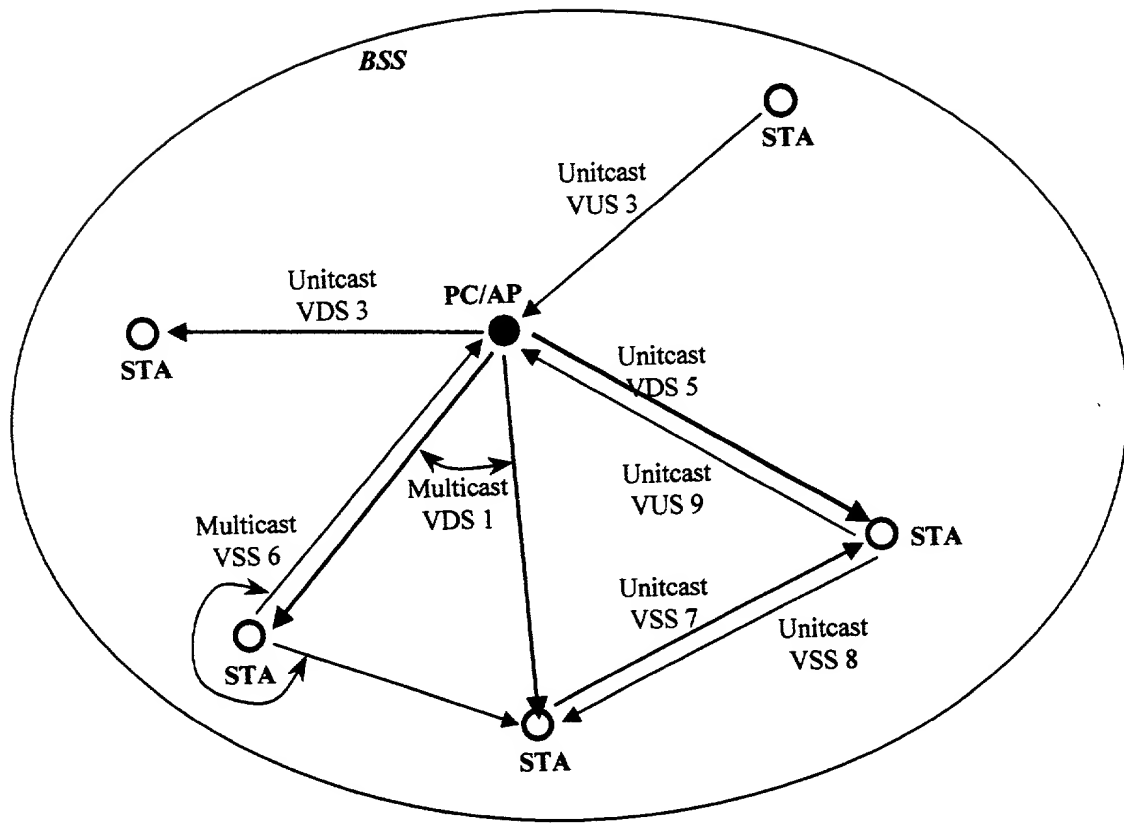 BSS
STA
Unitcast
VUS 3
Unitcast
VDS 3
PC/AP
STA
Unitcast
VDS 5
Multicast
VDS 1
Unitcast
VUS 9
Multicast
VSS 6
STA
Unitcast
VSS 7
Unitcast
VSS 8
STA
STA